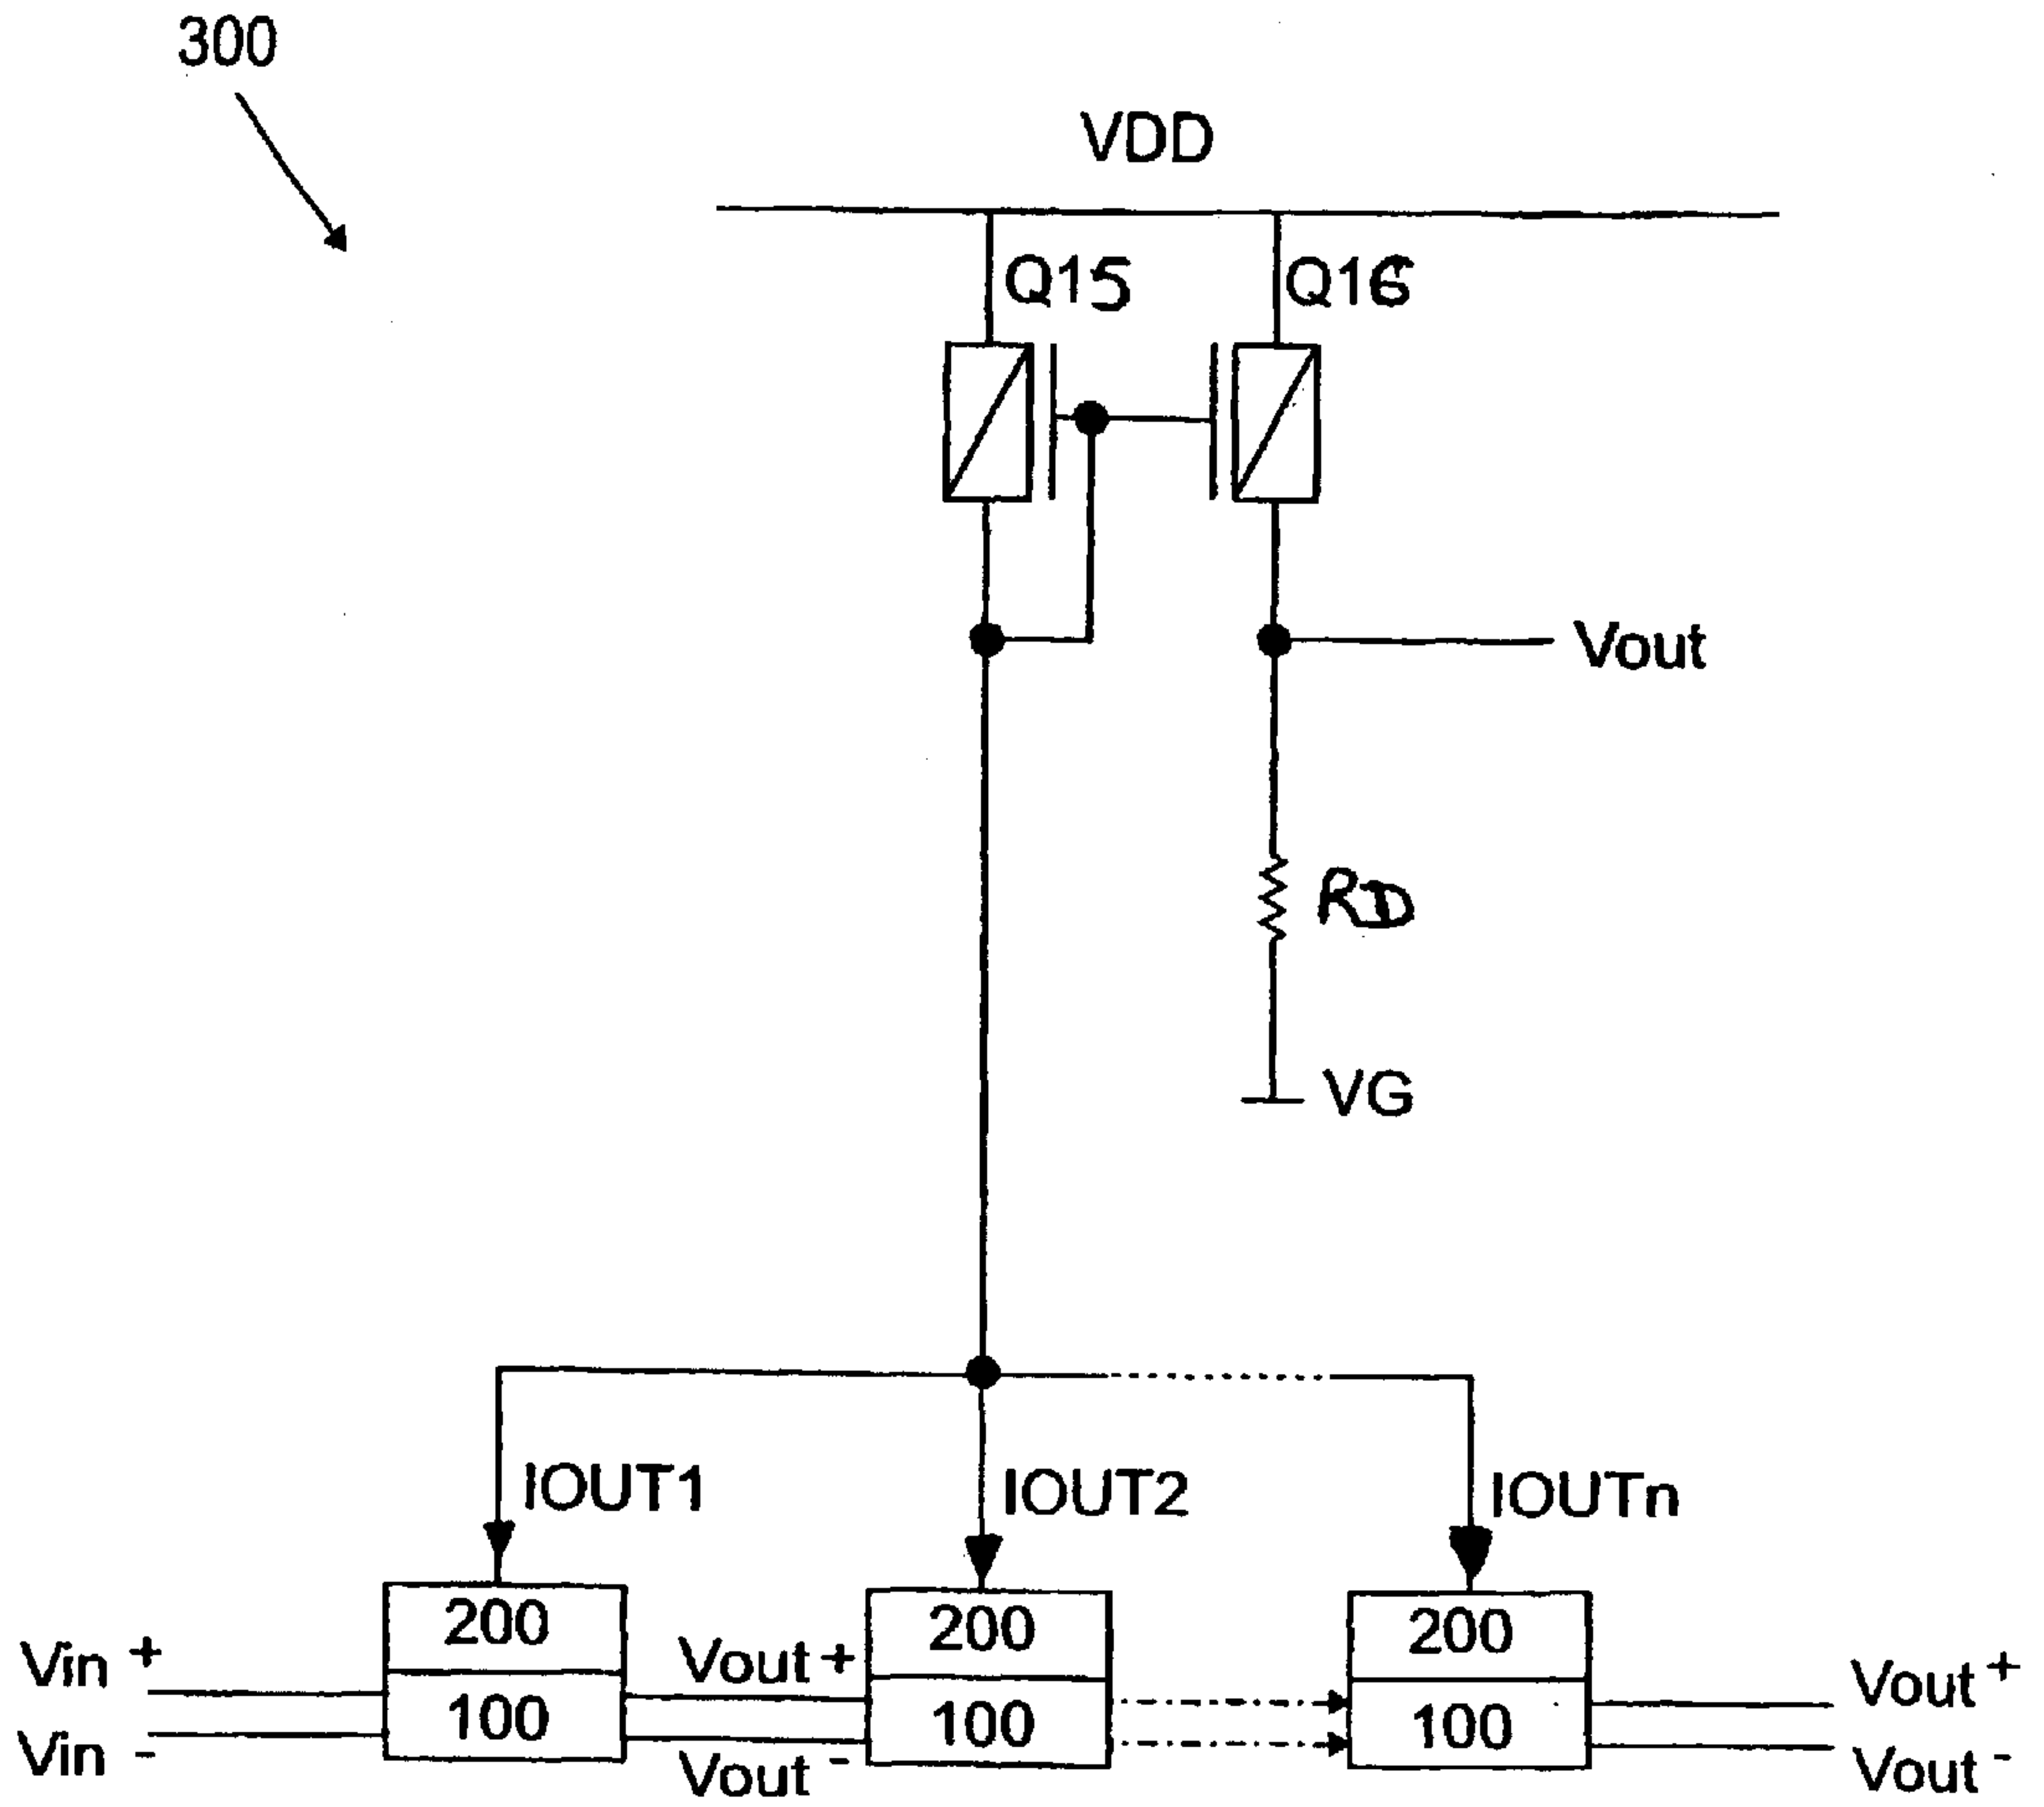 300
VDD
Q15 Q16
Vout
RD
VG
IOUT1 IOUT2 IOUTn
200 200 200
Vin + Vout + Vout +
100 100 100
Vin - Vout - Vout -